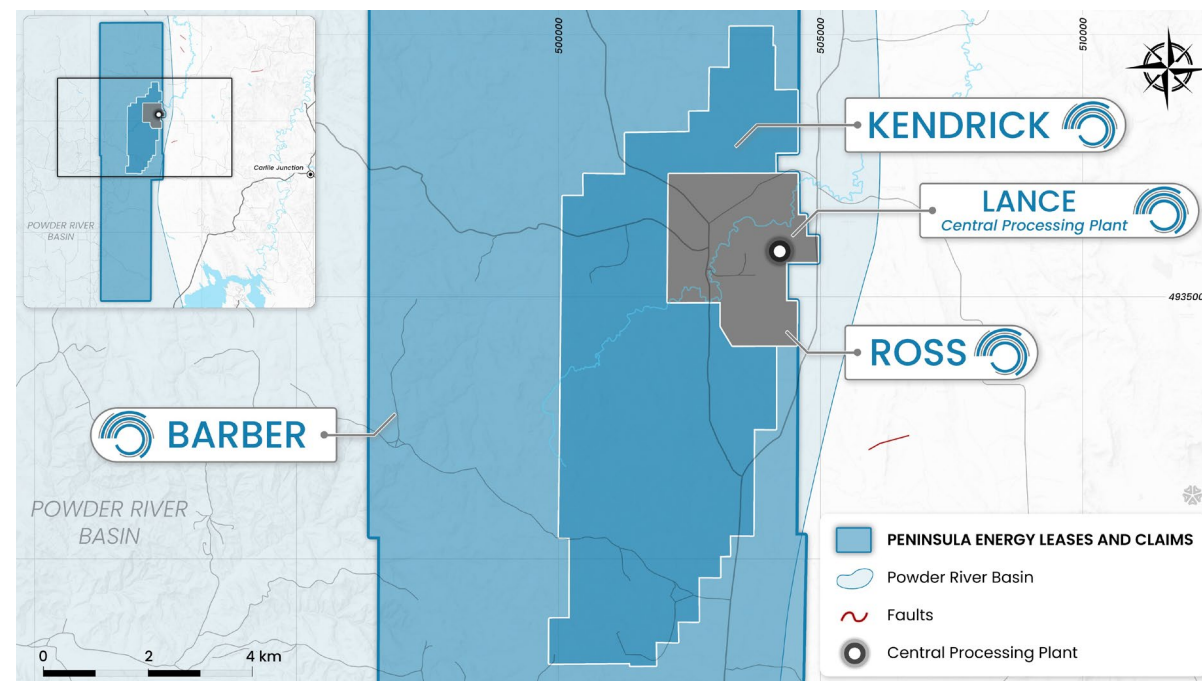 500000
505000
510000
KENDRICK
LANCE
Central Processing Plant
Carlile Junction
POWDER RIVER
BASIN
493500
ROSS
BARBER
POWDER RIVER
BASIN
PENINSULA ENERGY LEASES AND CLAIMS
Powder River Basin
Faults
Central Processing Plant
0 2 4 km